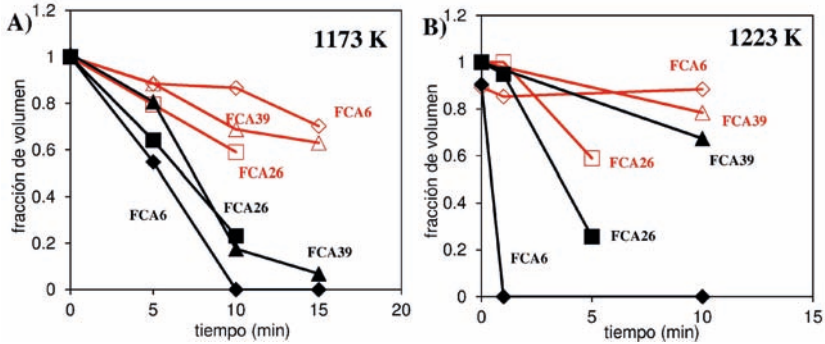 A)
1173 K
1.2
1
0.8
0.6
0.4
0.2
0
fracción de volumen
FCA6
FCA39
FCA26
FCA6
FCA26
FCA39
0
5
10
15
20
tiempo (min)
B)
1223 K
1.2
1
0.8
0.6
0.4
0.2
0
fracción de volumen
FCA6
FCA39
FCA39
FCA26
FCA26
FCA6
0
5
10
15
tiempo (min)